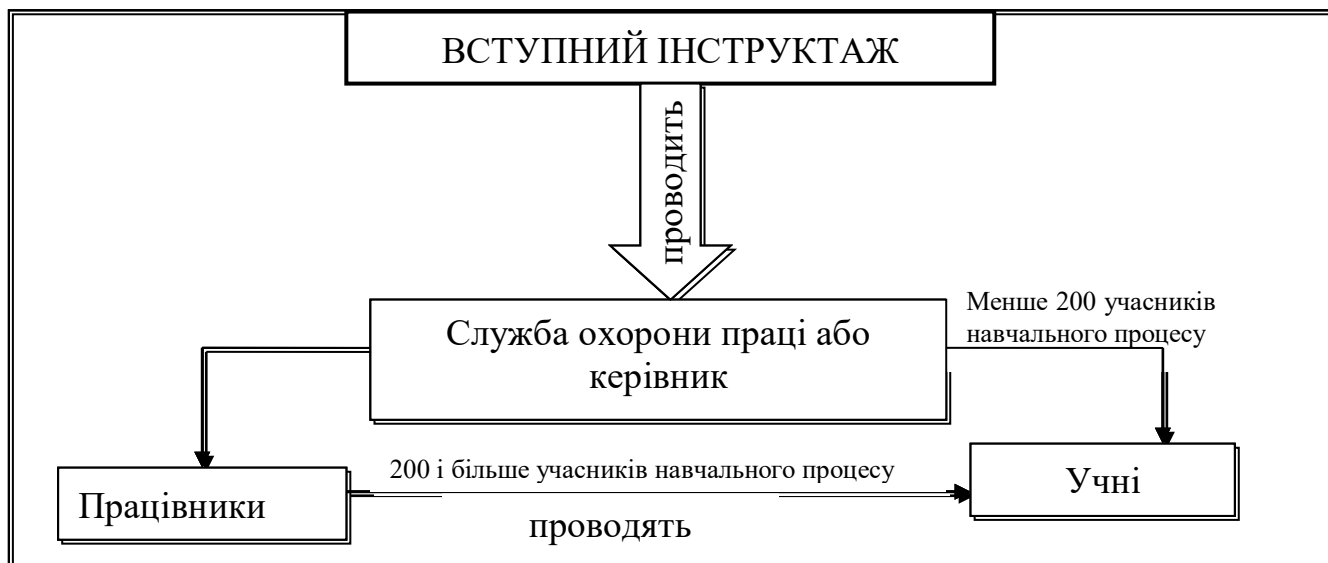 ВСТУПНИЙ ІНСТРУКТАЖ
проводить
Служба охорони праці або
керівник
Менше 200 учасників
навчального процесу
200 і більше учасників навчального процесу
Працівники
Учні
проводять